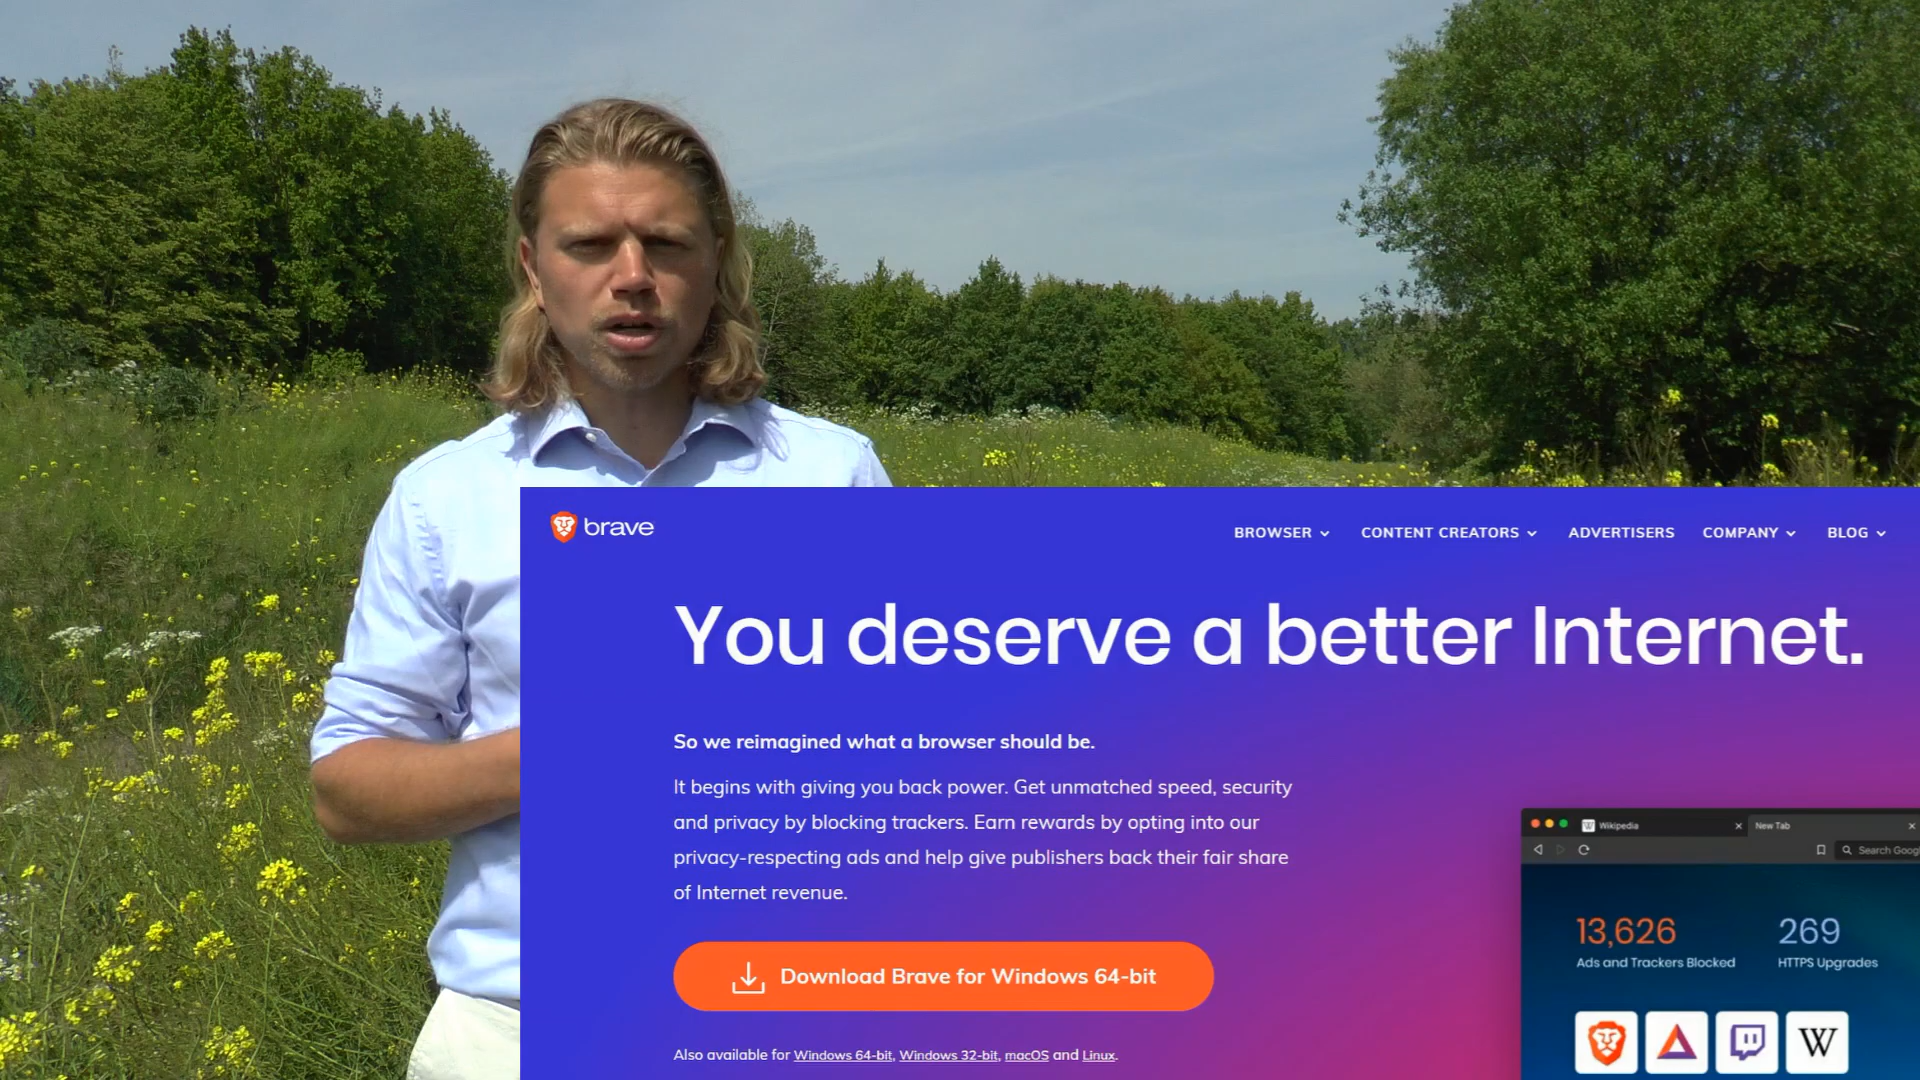 brave
BROWSER CONTENT CREATORS ADVERTISERS COMPANY BLOG
You deserve a better Internet.
So we reimagined what a browser should be.
It begins with giving you back power. Get unmatched speed, security
and privacy by blocking trackers. Earn rewards by opting into our
privacy-respecting ads and help give publishers back their fair share
of Internet revenue.
Download Brave for Windows 64-bit
Also available for Windows 64-bit, Windows 32-bit, macOS and Linux.
W Wikipedia New Tab
Search Googl
13,626 269
Ads and Trackers Blocked HTTPS Upgrades
W